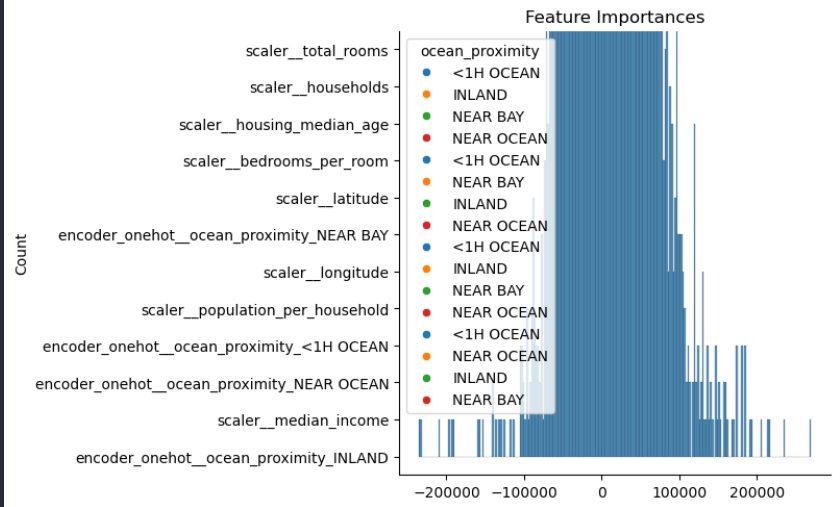 Feature Importances
scaler__total_rooms
scaler__households
scaler__housing_median_age
scaler__bedrooms_per_room
scaler__latitude
encoder_onehot__ocean_proximity_NEAR BAY
scaler__longitude
scaler__population_per_household
encoder_onehot__ocean_proximity_<1H OCEAN
encoder_onehot__ocean_proximity_NEAR OCEAN
scaler__median_income
encoder_onehot__ocean_proximity_INLAND
Count
ocean_proximity
<1H OCEAN
INLAND
NEAR BAY
NEAR OCEAN
<1H OCEAN
NEAR BAY
INLAND
NEAR OCEAN
<1H OCEAN
INLAND
NEAR BAY
NEAR OCEAN
<1H OCEAN
NEAR OCEAN
INLAND
NEAR BAY
−200000 −100000 0 100000 200000